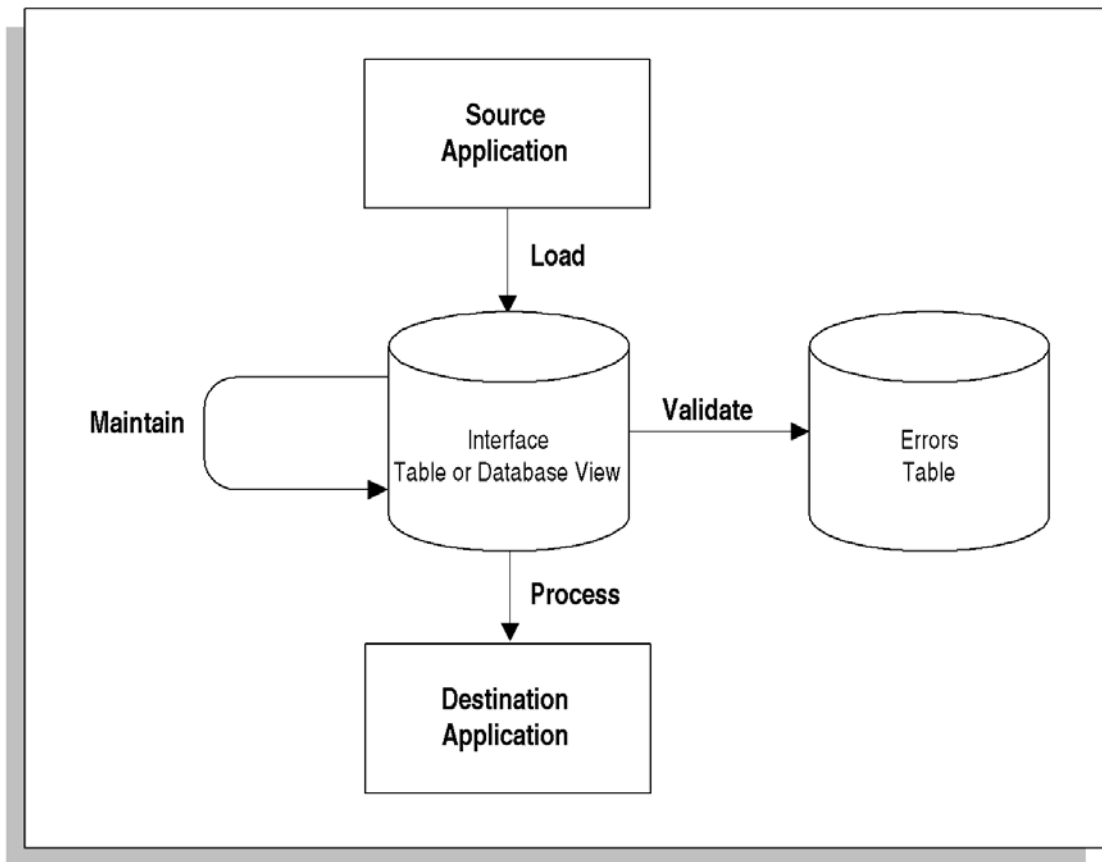 Source
Application
Load
Maintain
Interface
Table or Database View
Validate
Errors
Table
Process
Destination
Application